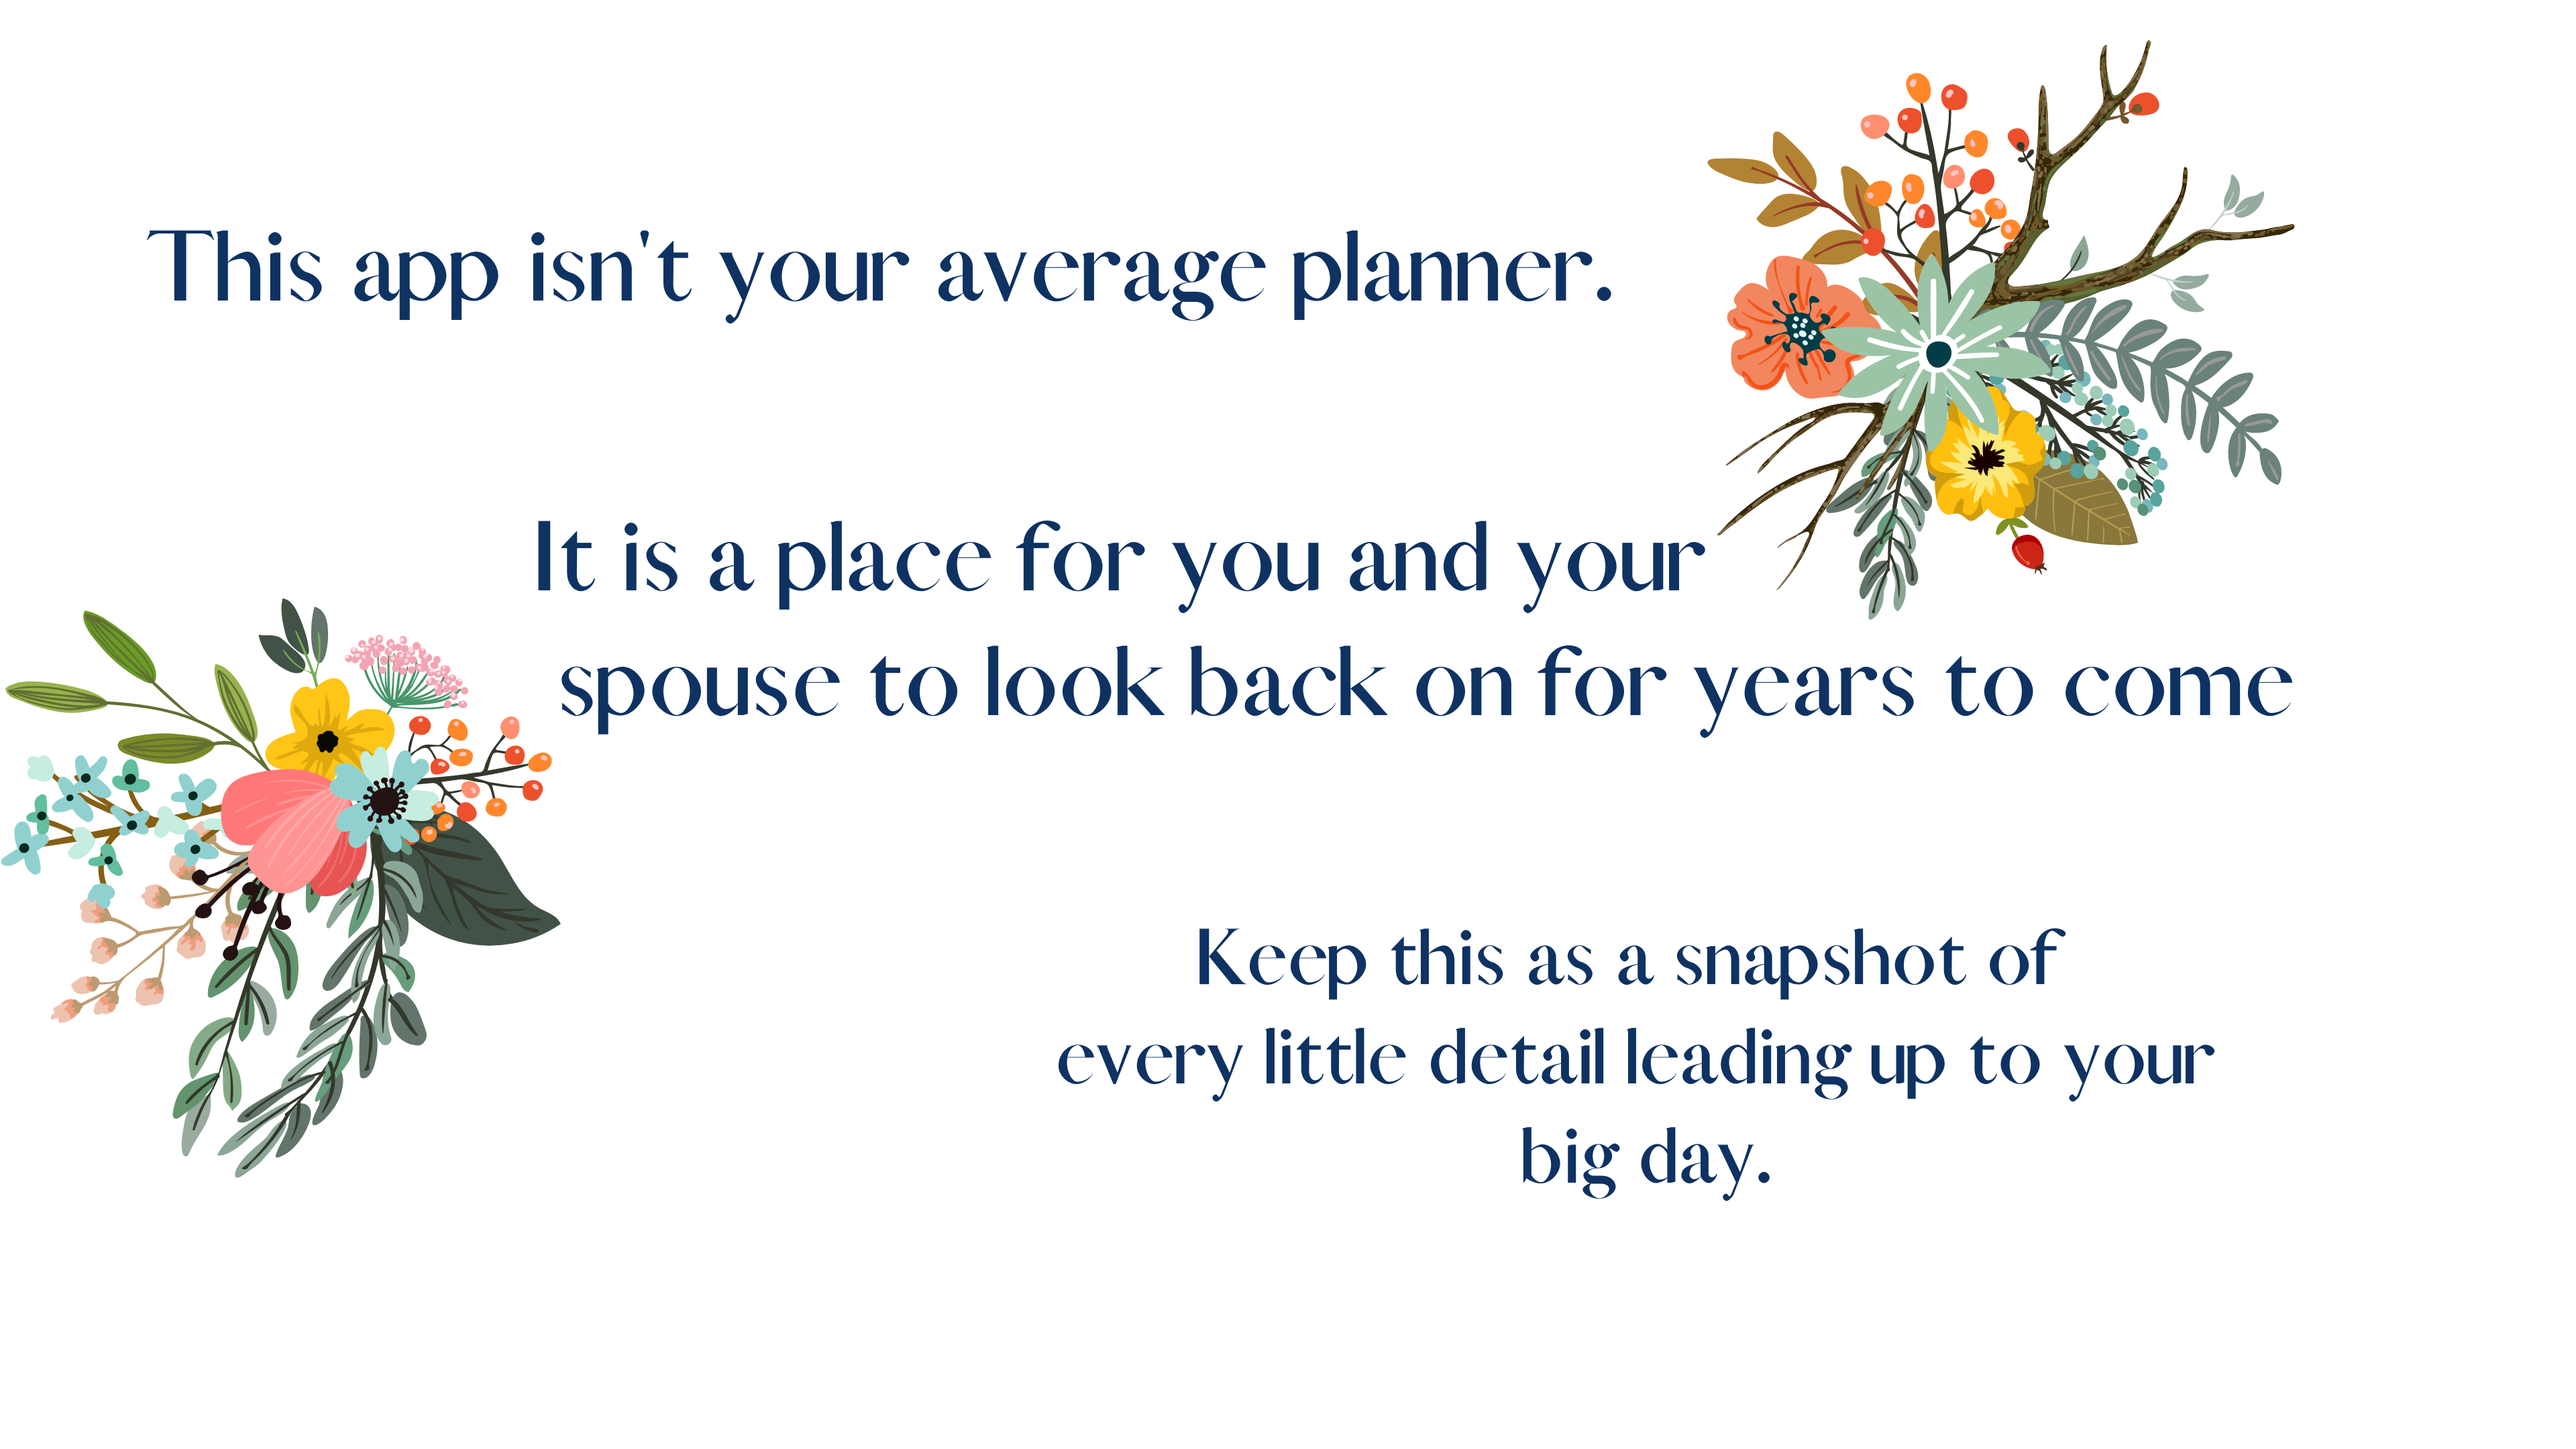 This app isn't your average planner.
It is a place for you and your
spouse to look back on for years to come
Keep this as a snapshot of
every little detail leading up to your
big day.